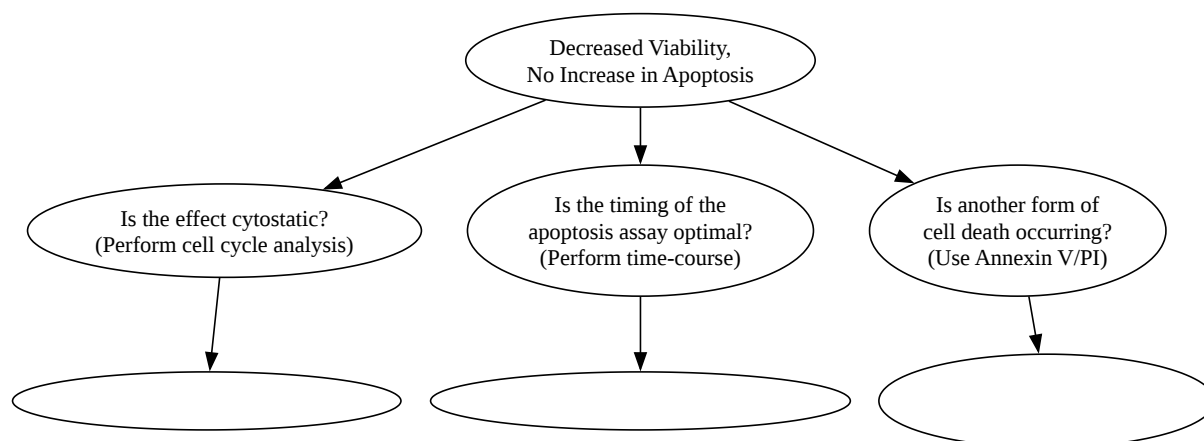 Decreased Viability,
No Increase in Apoptosis
Is the effect cytostatic?
(Perform cell cycle analysis)
Is the timing of the
apoptosis assay optimal?
(Perform time-course)
Is another form of
cell death occurring?
(Use Annexin V/PI)